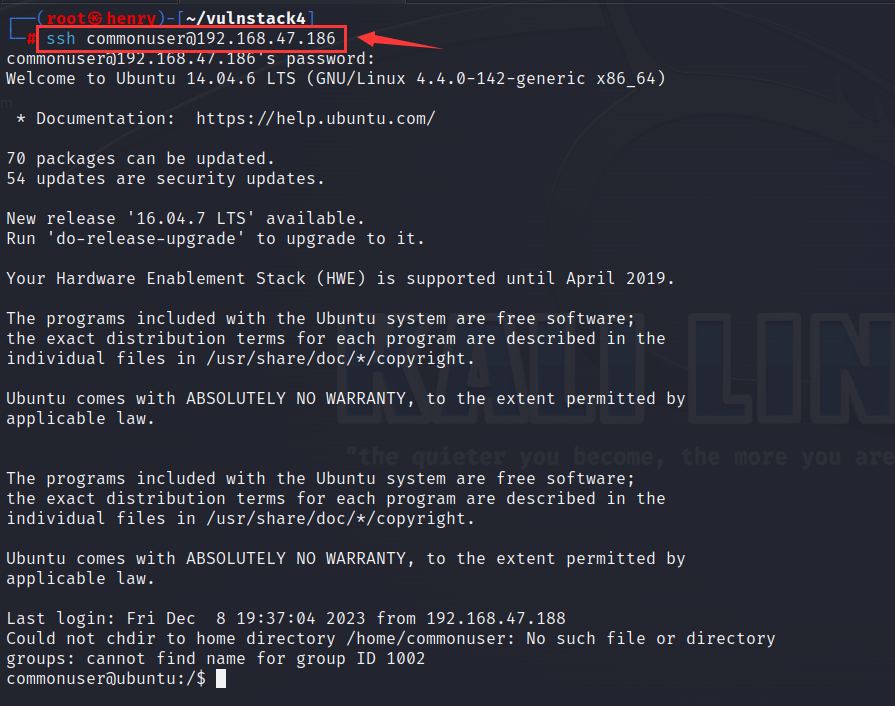 ┌──(root㉿henry)-[~/vulnstack4]
└─# ssh commonuser@192.168.47.186
commonuser@192.168.47.186's password:
Welcome to Ubuntu 14.04.6 LTS (GNU/Linux 4.4.0-142-generic x86_64)
 * Documentation:  https://help.ubuntu.com/
70 packages can be updated.
54 updates are security updates.
New release '16.04.7 LTS' available.
Run 'do-release-upgrade' to upgrade to it.
Your Hardware Enablement Stack (HWE) is supported until April 2019.
The programs included with the Ubuntu system are free software;
the exact distribution terms for each program are described in the
individual files in /usr/share/doc/*/copyright.
Ubuntu comes with ABSOLUTELY NO WARRANTY, to the extent permitted by
applicable law.
KALI LIN
"the quieter you become, the more you are
The programs included with the Ubuntu system are free software;
the exact distribution terms for each program are described in the
individual files in /usr/share/doc/*/copyright.
Ubuntu comes with ABSOLUTELY NO WARRANTY, to the extent permitted by
applicable law.
Last login: Fri Dec  8 19:37:04 2023 from 192.168.47.188
Could not chdir to home directory /home/commonuser: No such file or directory
groups: cannot find name for group ID 1002
commonuser@ubuntu:/$